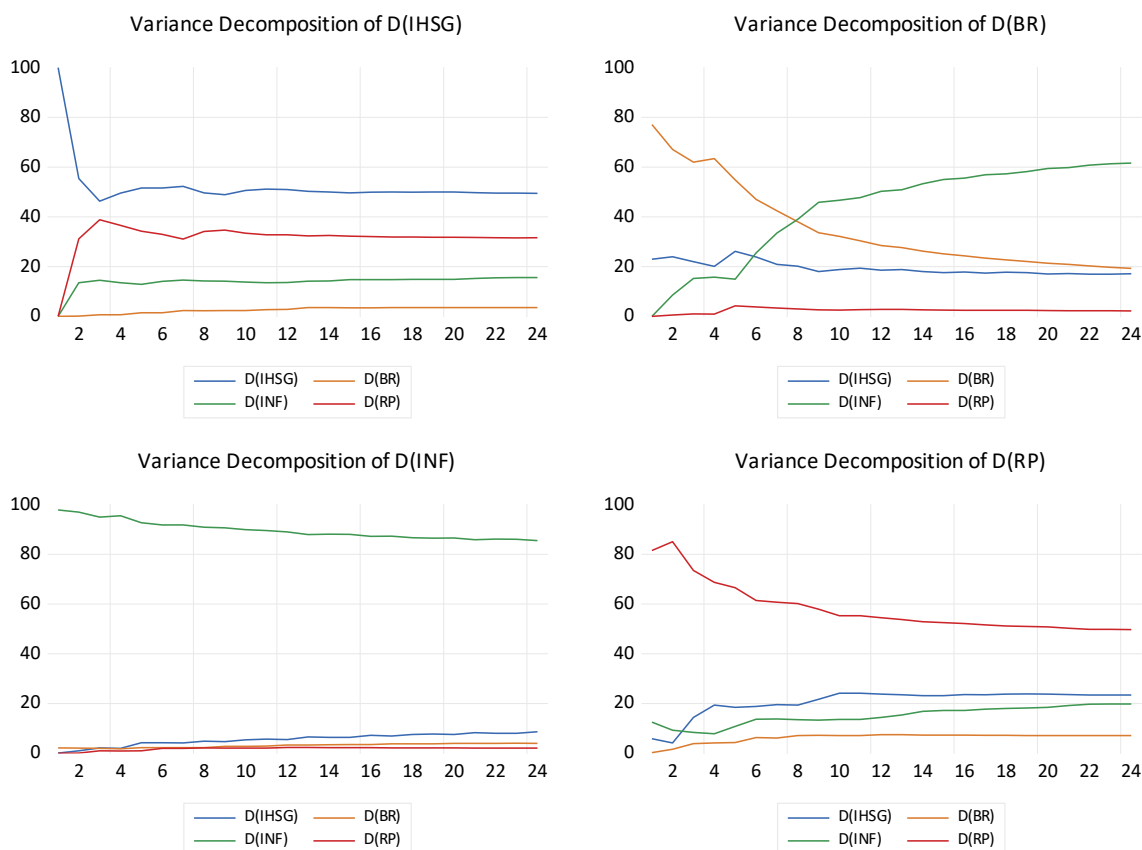 Variance Decomposition of D(IHSG)
100
80
60
40
20
0
2 4 6 8 10 12 14 16 18 20 22 24
D(IHSG) D(BR)
D(INF) D(RP)
Variance Decomposition of D(BR)
100
80
60
40
20
0
2 4 6 8 10 12 14 16 18 20 22 24
D(IHSG) D(BR)
D(INF) D(RP)
Variance Decomposition of D(INF)
100
80
60
40
20
0
2 4 6 8 10 12 14 16 18 20 22 24
D(IHSG) D(BR)
D(INF) D(RP)
Variance Decomposition of D(RP)
100
80
60
40
20
0
2 4 6 8 10 12 14 16 18 20 22 24
D(IHSG) D(BR)
D(INF) D(RP)